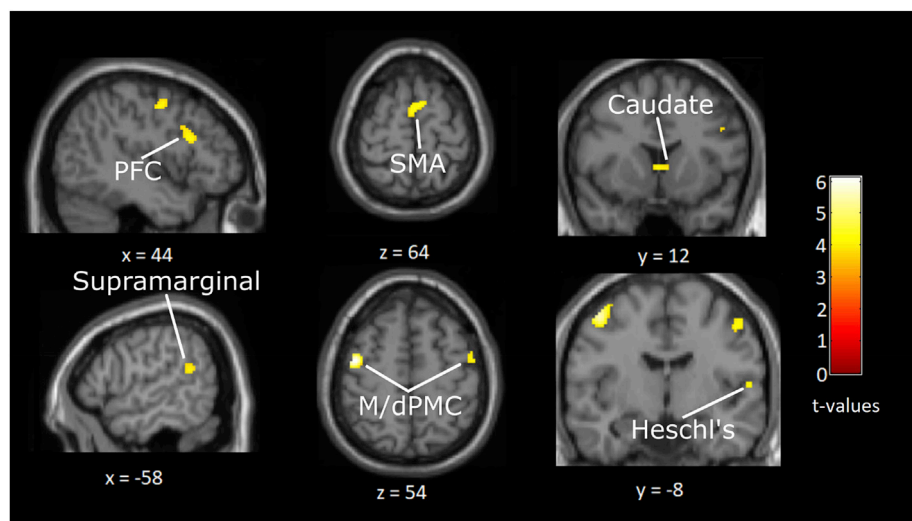 PFC
SMA
Caudate
x = 44
z = 64
y = 12
Supramarginal
M/dPMC
Heschl's
x = -58
z = 54
y = -8
6
5
4
3
2
1
0
t-values